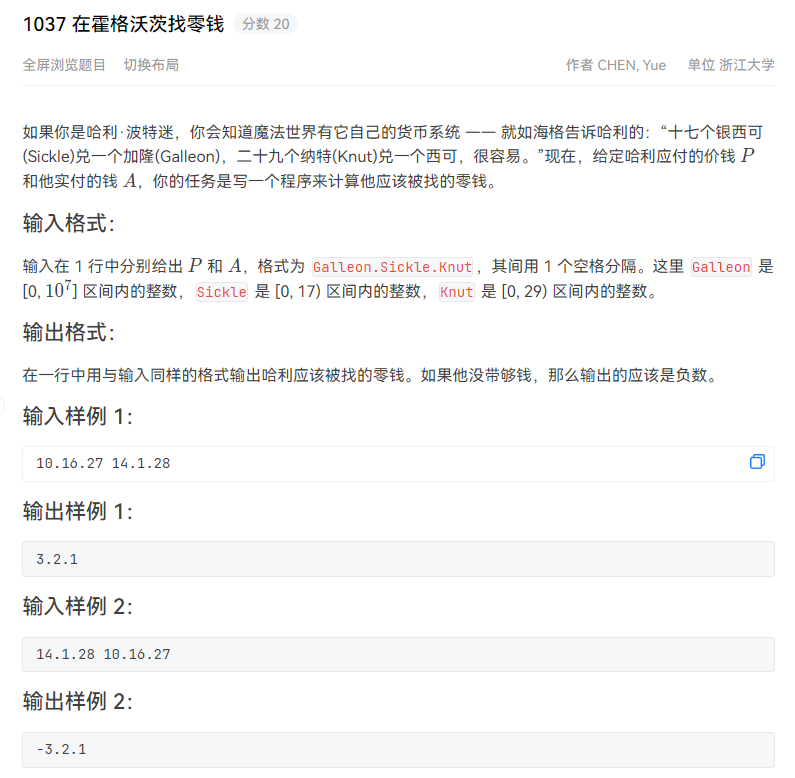 1037 在霍格沃茨找零钱 分数 20
全屏浏览题目 切换布局 作者 CHEN, Yue 单位 浙江大学
如果你是哈利·波特迷，你会知道魔法世界有它自己的货币系统 —— 就如海格告诉哈利的：“十七个银西可
(Sickle)兑一个加隆(Galleon)，二十九个纳特(Knut)兑一个西可，很容易。”现在，给定哈利应付的价钱 P
和他实付的钱 A，你的任务是写一个程序来计算他应该被找的零钱。
输入格式：
输入在 1 行中分别给出 P 和 A，格式为 Galleon.Sickle.Knut，其间用 1 个空格分隔。这里 Galleon 是
[0, 10⁷] 区间内的整数，Sickle 是 [0, 17) 区间内的整数，Knut 是 [0, 29) 区间内的整数。
输出格式：
在一行中用与输入同样的格式输出哈利应该被找的零钱。如果他没带够钱，那么输出的应该是负数。
输入样例 1：
10.16.27 14.1.28
输出样例 1：
3.2.1
输入样例 2：
14.1.28 10.16.27
输出样例 2：
-3.2.1